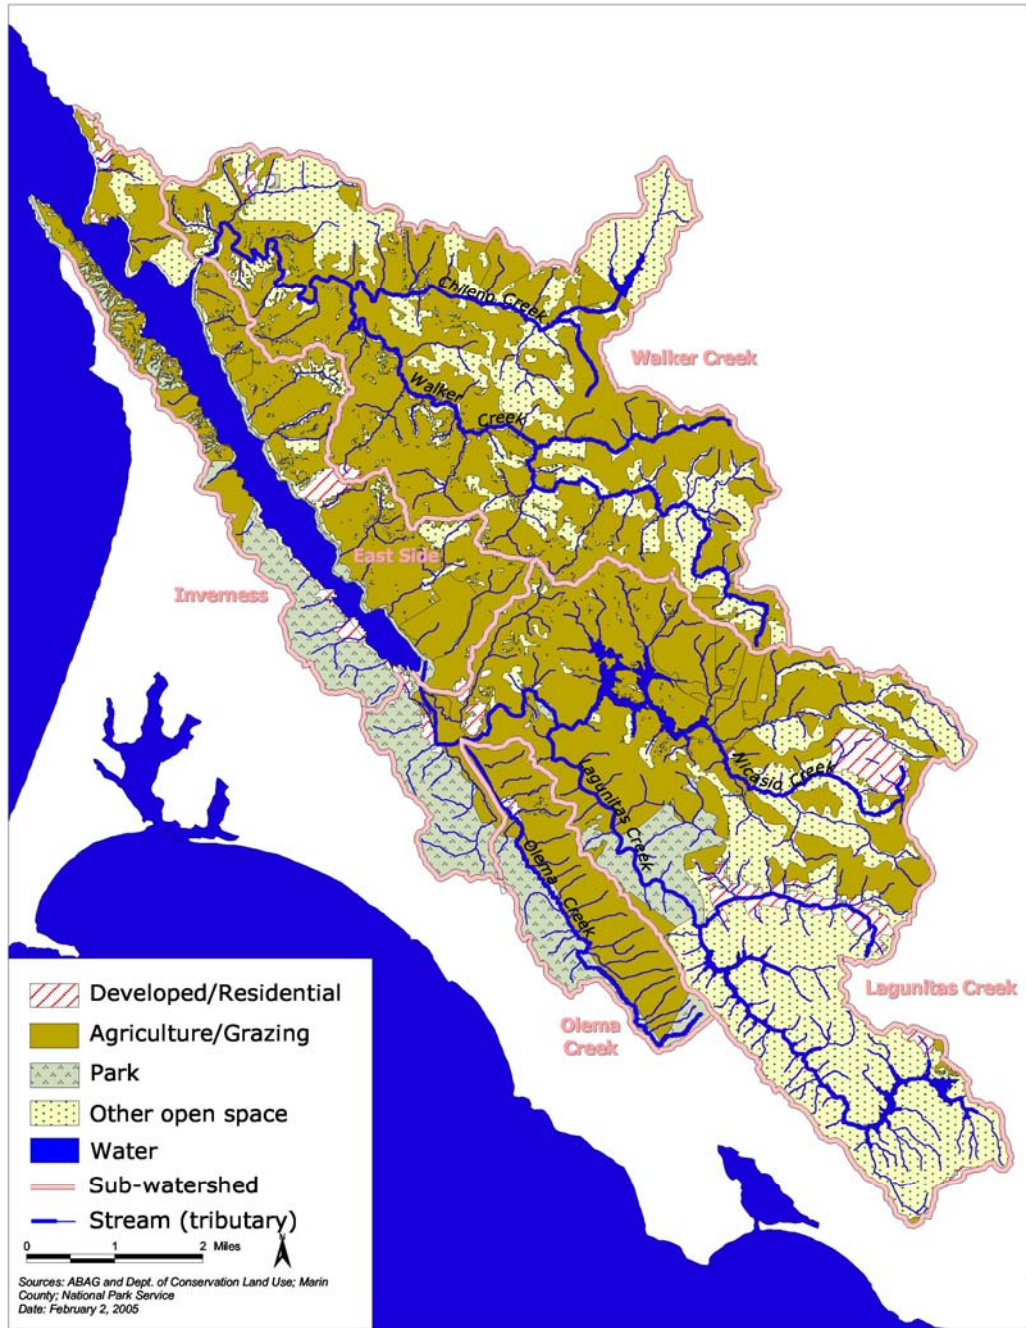 Chileno Creek
Walker Creek
Walker
Creek
East Side
Inverness
Nicasio Creek
Lagunitas Creek
Olema Creek
Lagunitas Creek
Olema
Creek
Developed/Residential
Agriculture/Grazing
Park
Other open space
Water
Sub-watershed
Stream (tributary)
0 1 2 Miles
N
Sources: ABAG and Dept. of Conservation Land Use; Marin
County; National Park Service
Date: February 2, 2005